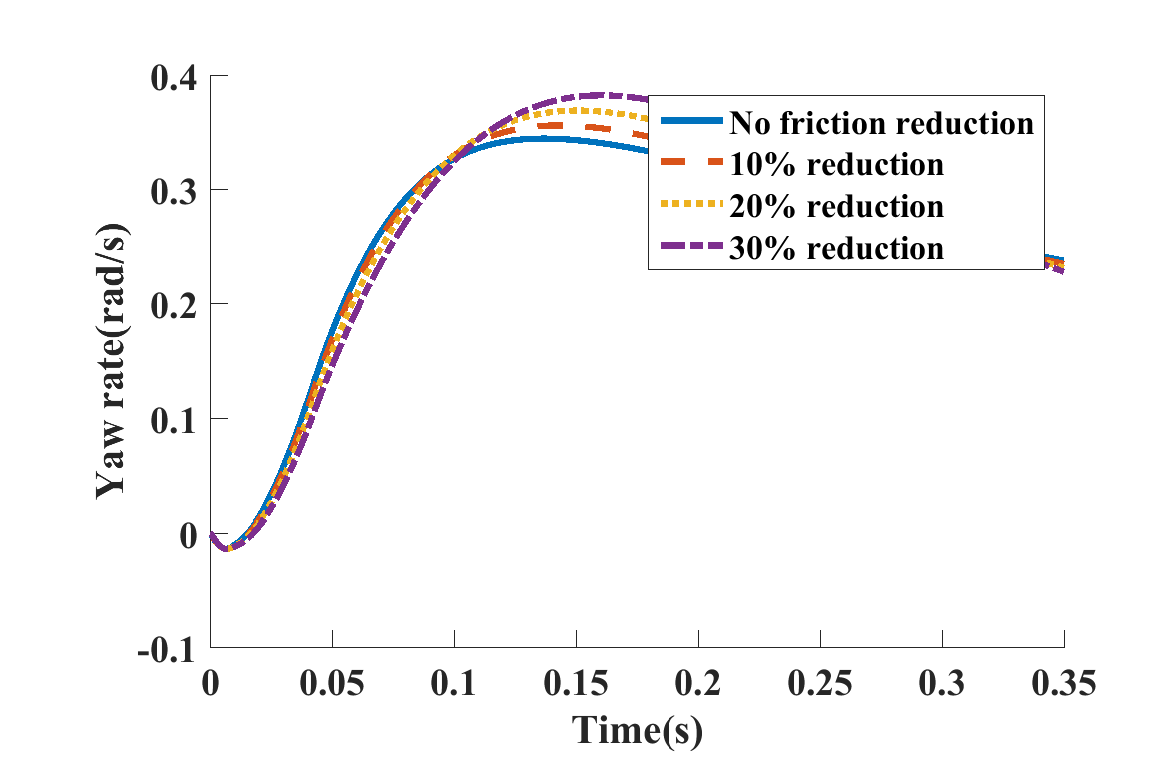 0.4
0.3
0.2
0.1
0
-0.1
Yaw rate(rad/s)
No friction reduction
10% reduction
20% reduction
30% reduction
0 0.05 0.1 0.15 0.2 0.25 0.3 0.35
Time(s)